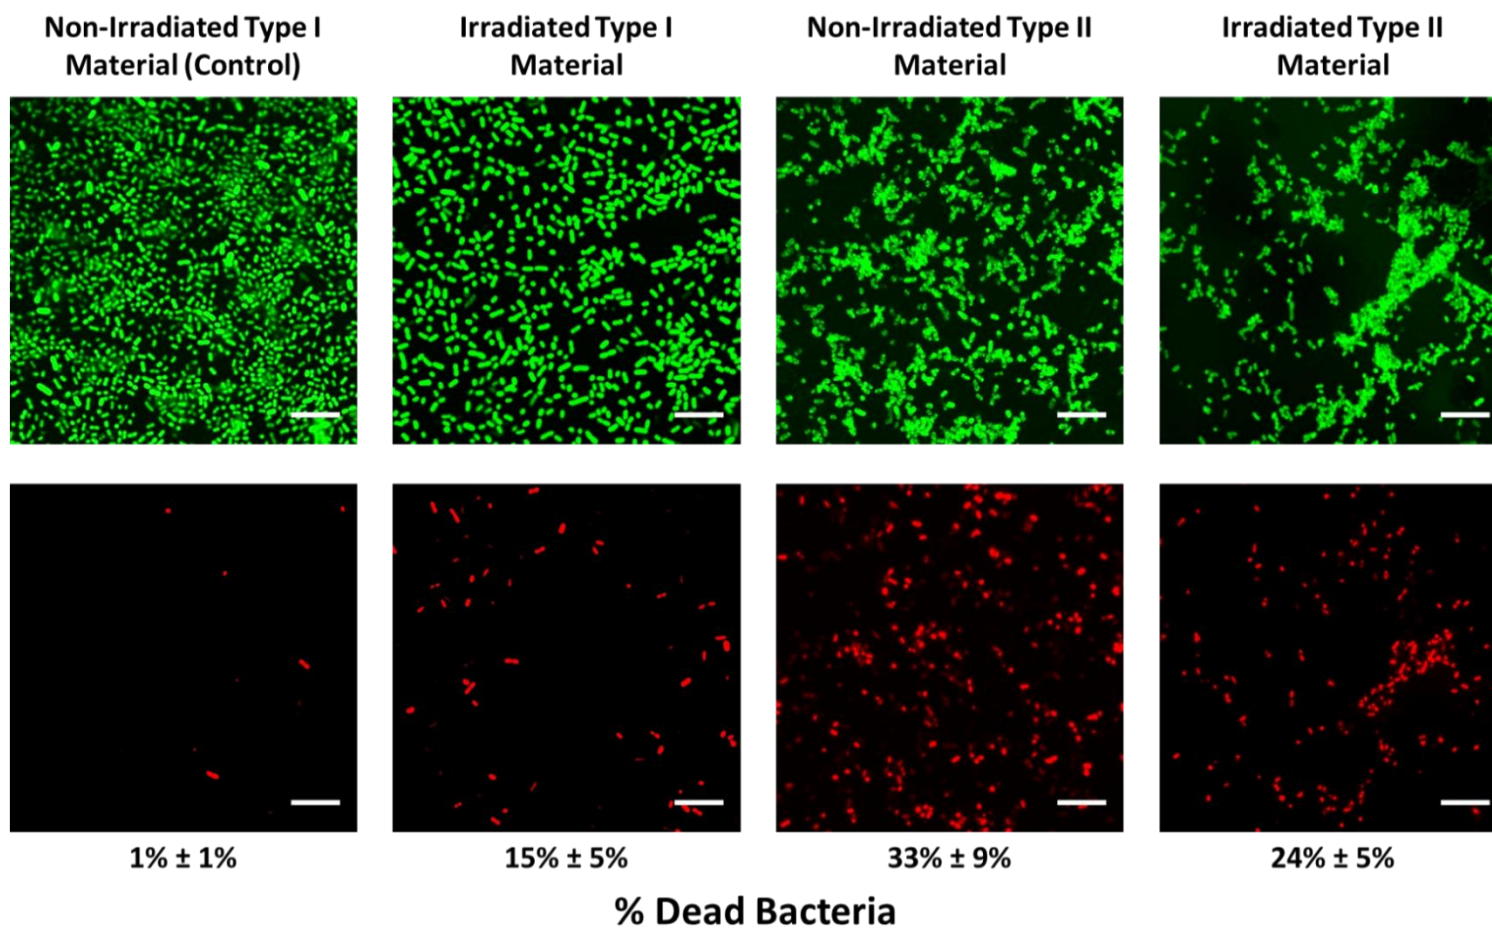 Non-Irradiated Type I
Material (Control)
Irradiated Type I
Material
Non-Irradiated Type II
Material
Irradiated Type II
Material
1% ± 1%
15% ± 5%
33% ± 9%
24% ± 5%
% Dead Bacteria